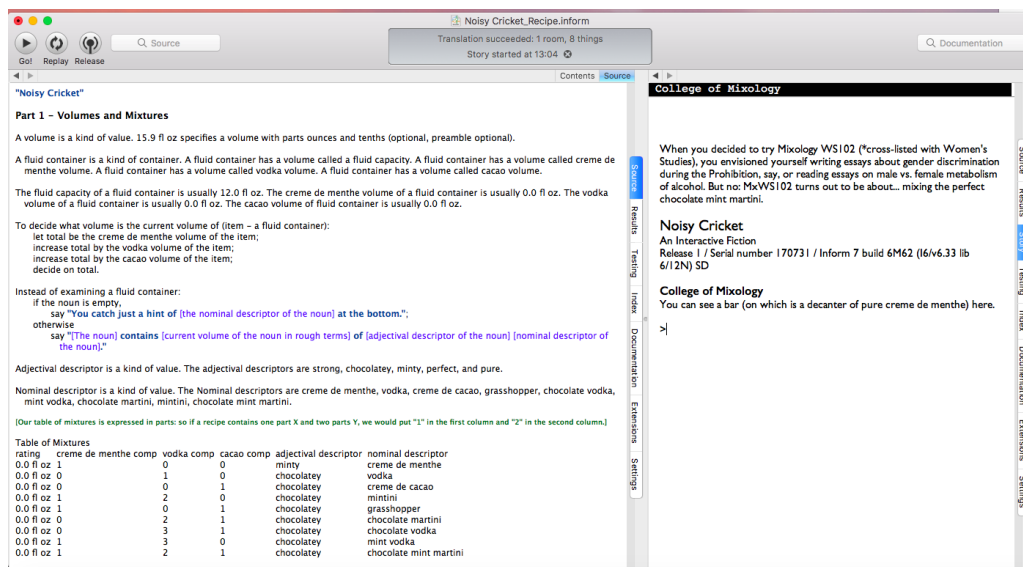 Noisy Cricket_Recipe.inform
Translation succeeded: 1 room, 8 things
Story started at 13:04
Go! Replay Release
Source
Documentation
Contents Source
"Noisy Cricket"
Part 1 – Volumes and Mixtures
A volume is a kind of value. 15.9 fl oz specifies a volume with parts ounces and tenths (optional, preamble optional).
A fluid container is a kind of container. A fluid container has a volume called a fluid capacity. A fluid container has a volume called creme de
menthe volume. A fluid container has a volume called vodka volume. A fluid container has a volume called cacao volume.
The fluid capacity of a fluid container is usually 12.0 fl oz. The creme de menthe volume of a fluid container is usually 0.0 fl oz. The vodka
volume of a fluid container is usually 0.0 fl oz. The cacao volume of fluid container is usually 0.0 fl oz.
To decide what volume is the current volume of (item – a fluid container):
let total be the creme de menthe volume of the item;
increase total by the vodka volume of the item;
increase total by the cacao volume of the item;
decide on total.
Instead of examining a fluid container:
if the noun is empty,
say "You catch just a hint of [the nominal descriptor of the noun] at the bottom.";
otherwise
say "[The noun] contains [current volume of the noun in rough terms] of [adjectival descriptor of the noun] [nominal descriptor of
the noun]."
Adjectival descriptor is a kind of value. The adjectival descriptors are strong, chocolatey, minty, perfect, and pure.
Nominal descriptor is a kind of value. The Nominal descriptors are creme de menthe, vodka, creme de cacao, grasshopper, chocolate vodka,
mint vodka, chocolate martini, mintini, chocolate mint martini.
[Our table of mixtures is expressed in parts: so if a recipe contains one part X and two parts Y, we would put "1" in the first column and "2" in the second column.]
Table of Mixtures
rating creme de menthe comp vodka comp cacao comp adjectival descriptor nominal descriptor
0.0 fl oz 1 0 0 minty creme de menthe
0.0 fl oz 0 1 0 chocolatey vodka
0.0 fl oz 0 0 1 chocolatey creme de cacao
0.0 fl oz 1 2 0 chocolatey mintini
0.0 fl oz 1 0 1 chocolatey grasshopper
0.0 fl oz 0 2 1 chocolatey chocolate martini
0.0 fl oz 0 3 1 chocolatey chocolate vodka
0.0 fl oz 1 3 0 chocolatey mint vodka
0.0 fl oz 1 2 1 chocolatey chocolate mint martini
Source
Results
Testing
Index
Documentation
Extensions
Settings
College of Mixology
When you decided to try Mixology WS102 (*cross-listed with Women's
Studies), you envisioned yourself writing essays about gender discrimination
during the Prohibition, say, or reading essays on male vs. female metabolism
of alcohol. But no: MxWS102 turns out to be about... mixing the perfect
chocolate mint martini.
Noisy Cricket
An Interactive Fiction
Release 1 / Serial number 170731 / Inform 7 build 6M62 (I6/v6.33 lib
6/12N) SD
College of Mixology
You can see a bar (on which is a decanter of pure creme de menthe) here.
>
Source
Results
Story
Testing
Index
Documentation
Extensions
Settings